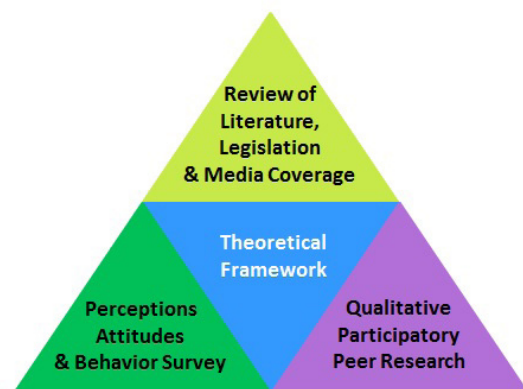 Review of
Literature,
Legislation
& Media Coverage
Theoretical
Framework
Perceptions
Attitudes
& Behavior Survey
Qualitative
Participatory
Peer Research